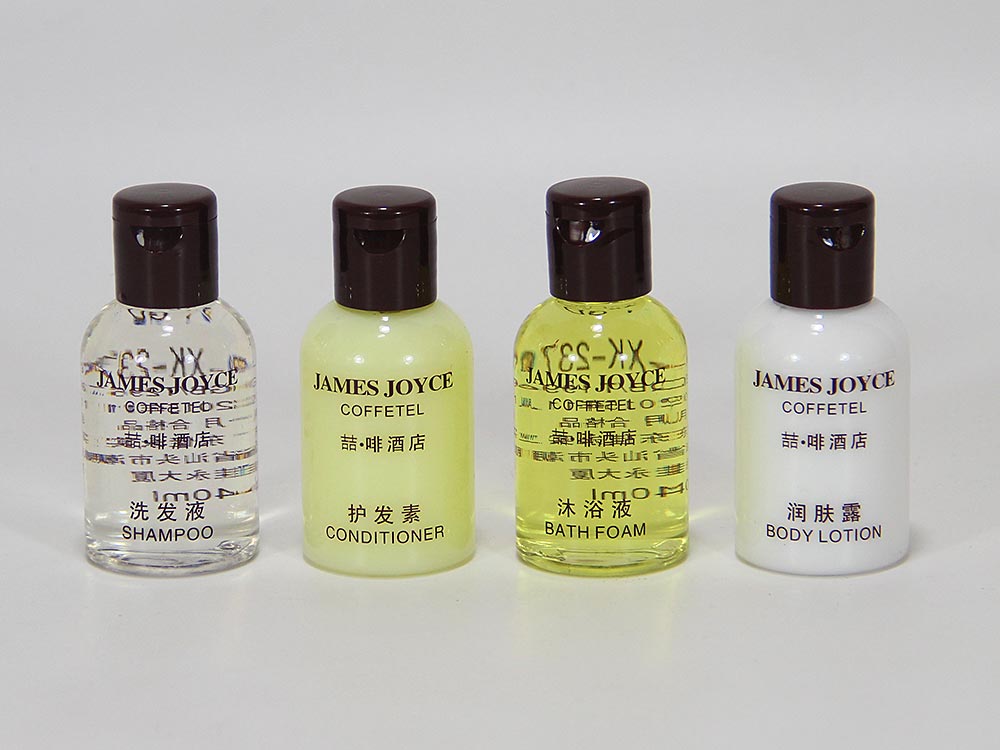 JAMES JOYCE
COFFETEL
喆·啡酒店
洗发液
SHAMPOO
JAMES JOYCE
COFFETEL
喆·啡酒店
护发素
CONDITIONER
JAMES JOYCE
COFFETEL
喆·啡酒店
沐浴液
BATH FOAM
JAMES JOYCE
COFFETEL
喆·啡酒店
润肤露
BODY LOTION